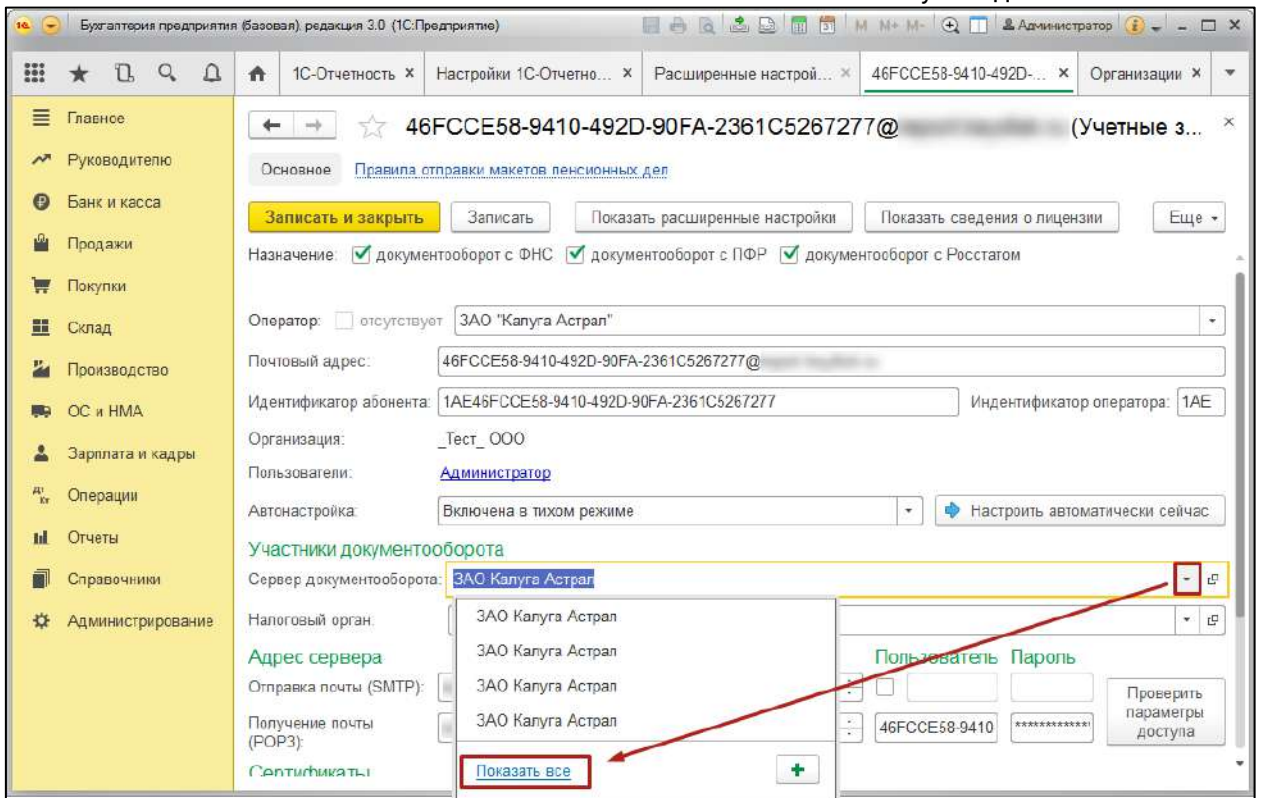 Бухгалтерия предприятия (базовая), редакция 3.0 (1С:Предприятие)
M M+ M-
Администратор
1С-Отчетность ×
Настройки 1С-Отчетно... ×
Расширенные настрой... ×
46FCCE58-9410-492D-... ×
Организации ×
Главное
Руководителю
Банк и касса
Продажи
Покупки
Склад
Производство
ОС и НМА
Зарплата и кадры
Операции
Отчеты
Справочники
Администрирование
46FCCE58-9410-492D-90FA-2361C5267277@ (Учетные з... ×
Основное Правила отправки макетов пенсионных дел
Записать и закрыть Записать Показать расширенные настройки Показать сведения о лицензии Еще
Назначение: документооборот с ФНС документооборот с ПФР документооборот с Росстатом
Оператор: отсутствует ЗАО "Калуга Астрал"
Почтовый адрес: 46FCCE58-9410-492D-90FA-2361C5267277@
Идентификатор абонента: 1AE46FCCE58-9410-492D-90FA-2361C5267277 Индентификатор оператора: 1AE
Организация: _Тест_ ООО
Пользователи: Администратор
Автонастройка: Включена в тихом режиме Настроить автоматически сейчас
Участники документооборота
Сервер документооборота: ЗАО Калуга Астрал
Налоговый орган:
ЗАО Калуга Астрал
ЗАО Калуга Астрал
ЗАО Калуга Астрал
ЗАО Калуга Астрал
Показать все
Адрес сервера Пользователь Пароль
Отправка почты (SMTP):
Получение почты
(POP3): 46FCCE58-9410 ************
Проверить
параметры
доступа
Сертификаты